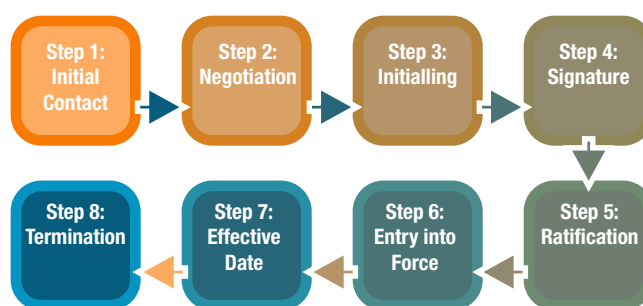 Step 1:
Initial
Contact
Step 2:
Negotiation
Step 3:
Initialling
Step 4:
Signature
Step 5:
Ratification
Step 6:
Entry into
Force
Step 7:
Effective
Date
Step 8:
Termination